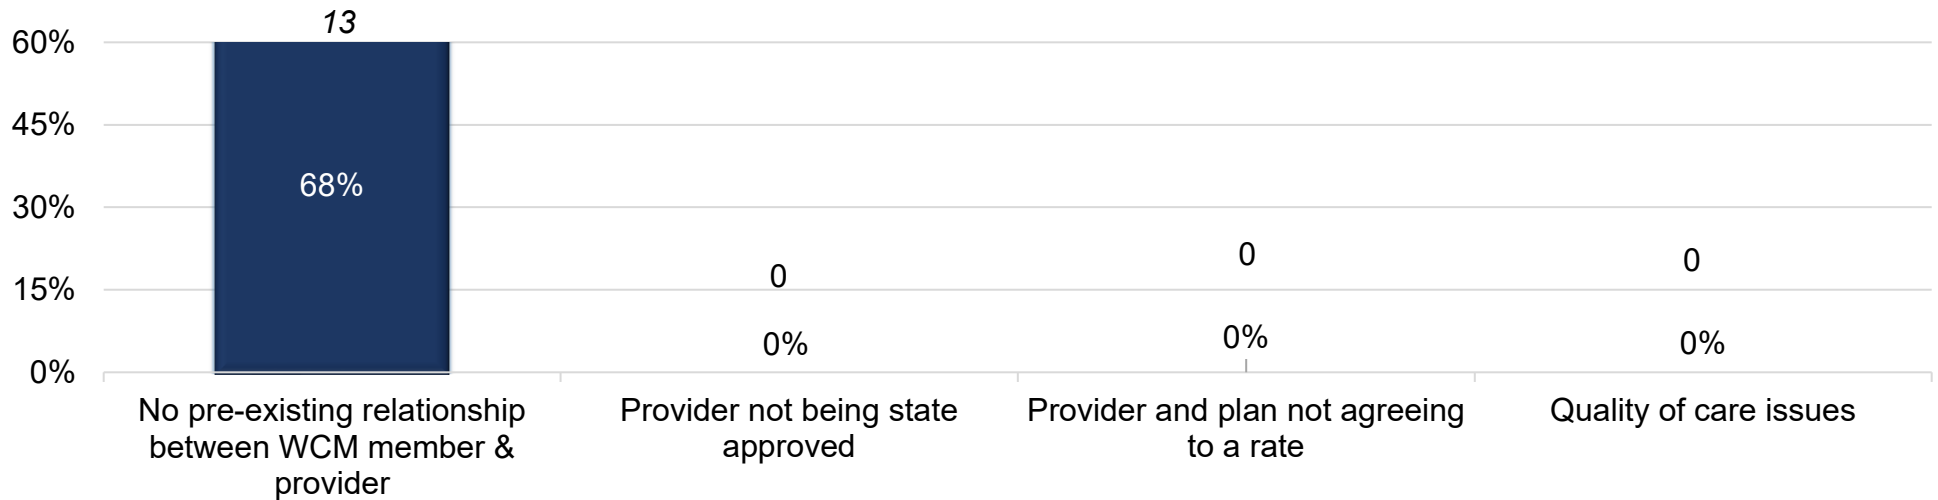 13
60%
45%
30%
15%
0%
68%
0
0%
0
0%
0
0%
No pre-existing relationship
between WCM member &
provider
Provider not being state
approved
Provider and plan not agreeing
to a rate
Quality of care issues